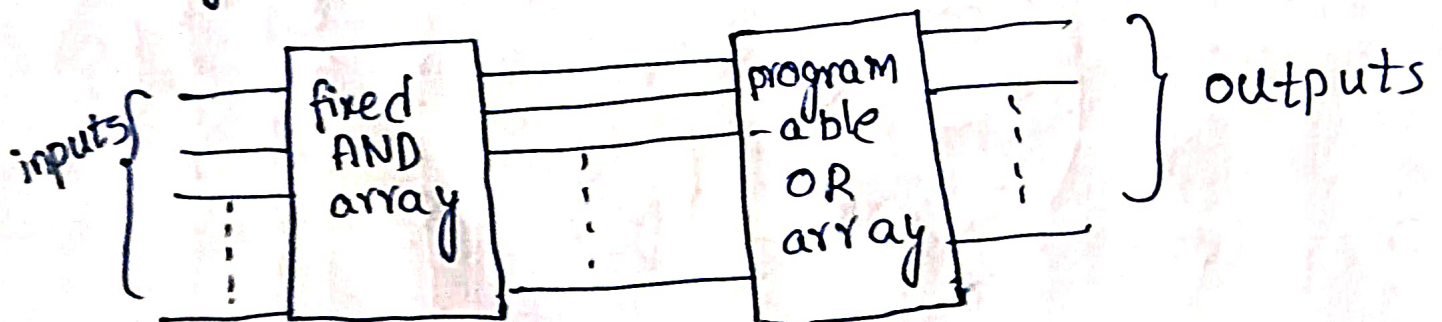 inputs
fixed
AND
array
program
-able
OR
array
outputs